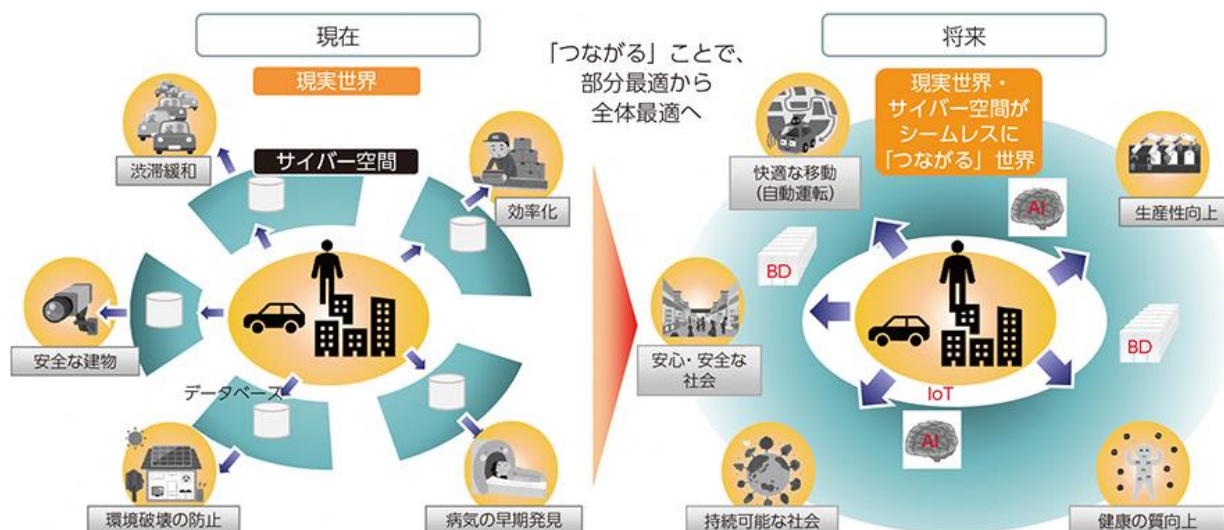 現在
現実世界
サイバー空間
渋滞緩和
効率化
安全な建物
データベース
環境破壊の防止
病気の早期発見
「つながる」ことで、
部分最適から
全体最適へ
将来
現実世界・
サイバー空間が
シームレスに
「つながる」世界
快適な移動
(自動運転)
AI
生産性向上
BD
安心・安全な
社会
BD
IoT
AI
持続可能な社会
健康の質向上